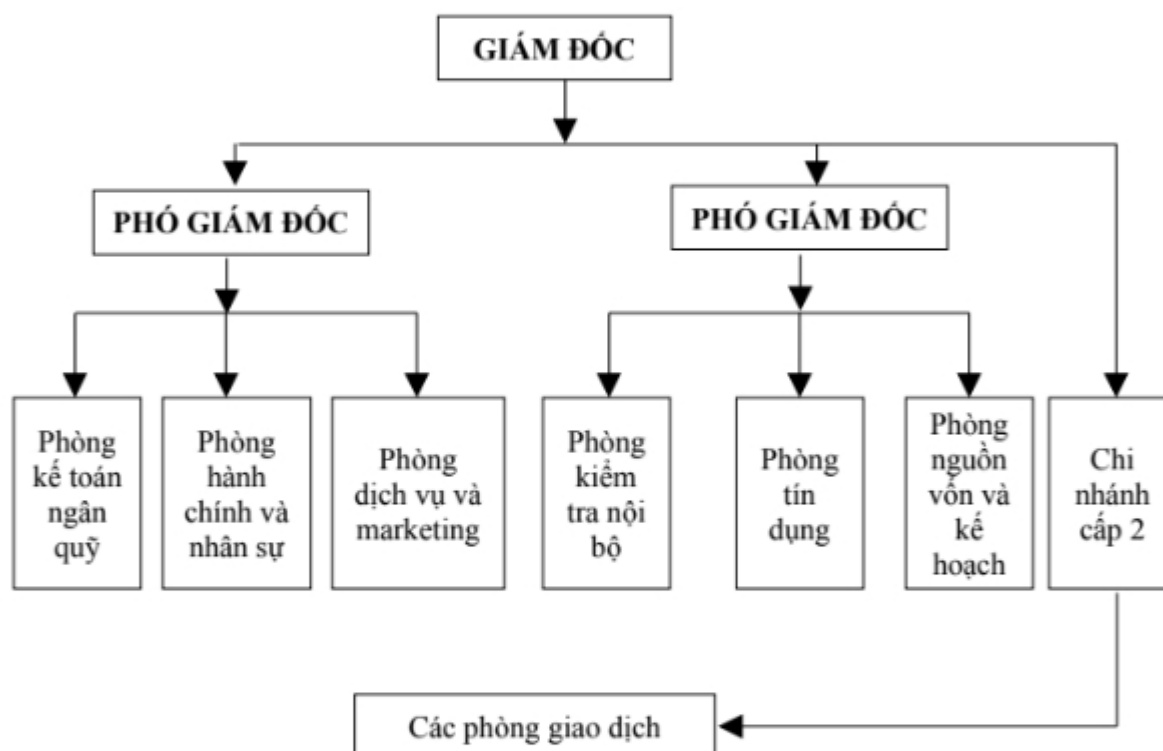 GIÁM ĐỐC
PHÓ GIÁM ĐỐC
PHÓ GIÁM ĐỐC
Phòng
kế toán
ngân
quỹ
Phòng
hành
chính và
nhân sự
Phòng
dịch vụ và
marketing
Phòng
kiểm
tra nội
bộ
Phòng
tín
dụng
Phòng
nguồn
vốn và
kế
hoạch
Chi
nhánh
cấp 2
Các phòng giao dịch